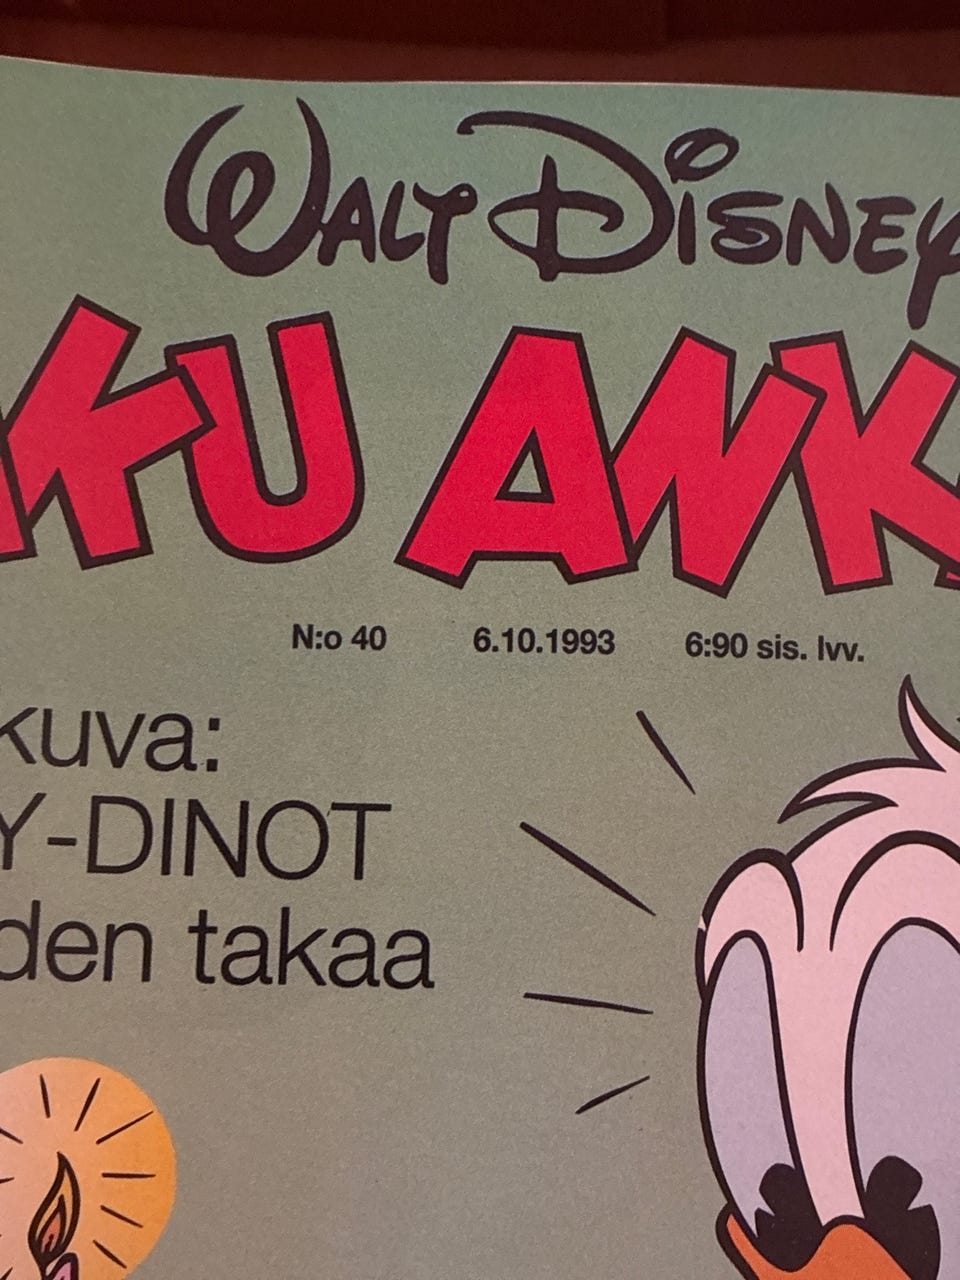 WALT DISNEY
KU ANK
N:o 40 6.10.1993 6:90 sis. lvv.
kuva:
Y-DINOT
den takaa